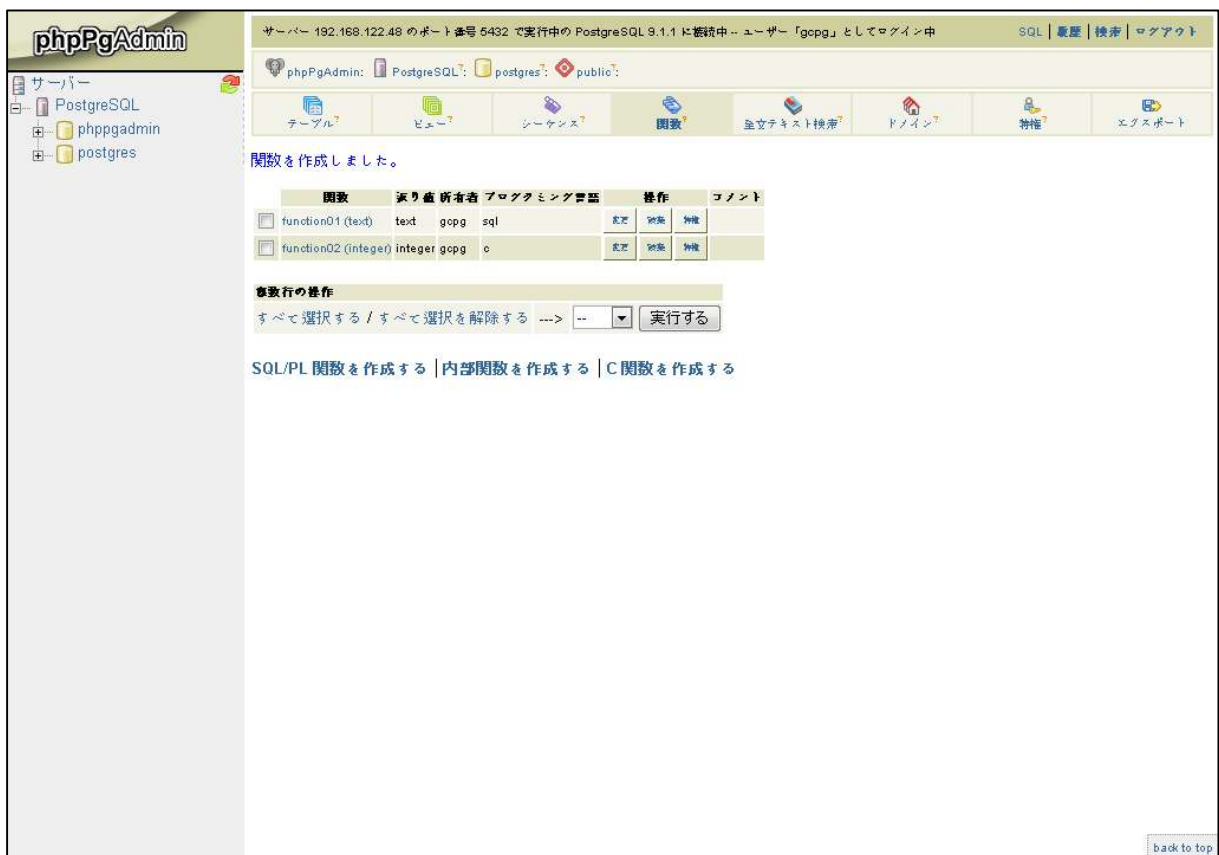 phpPgAdmin
サーバー
PostgreSQL
phppgadmin
postgres
サーバー 192.168.122.48 のポート番号 5432 で実行中の PostgreSQL 9.1.1 に接続中 -- ユーザー「gcpg」としてログイン中
SQL | 履歴 | 検索 | ログアウト
phpPgAdmin: PostgreSQL?: postgres?: public?:
テーブル? ビュー? シーケンス? 関数? 全文テキスト検索? ドメイン? 特権? エクスポート
関数を作成しました。
関数 返り値 所有者 プログラミング言語 操作 コメント
function01 (text) text gcpg sql 変更 破棄 特権
function02 (integer) integer gcpg c 変更 破棄 特権
複数行の操作
すべて選択する / すべて選択を解除する ---> -- 実行する
SQL/PL 関数を作成する | 内部関数を作成する | C 関数を作成する
back to top